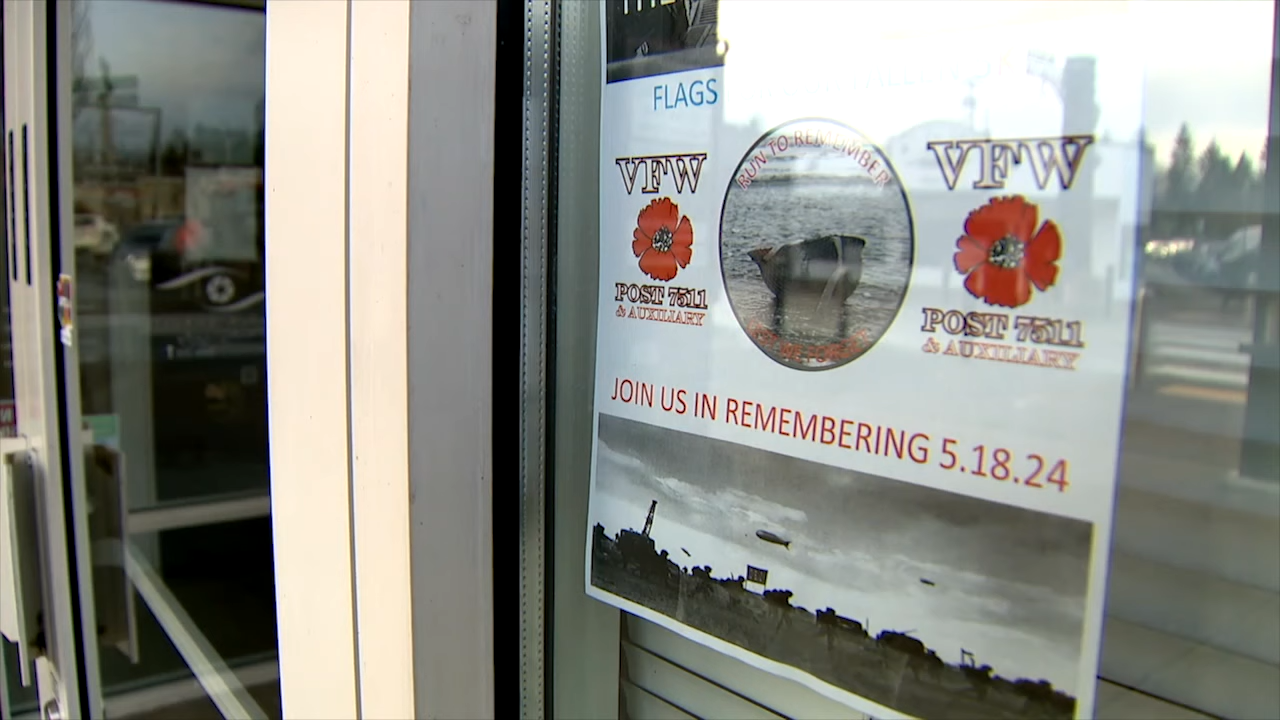 THE
FLAGS
RUN TO REMEMBER
VFW
POST 7511
& AUXILIARY
VFW
POST 7511
& AUXILIARY
JOIN US IN REMEMBERING 5.18.24